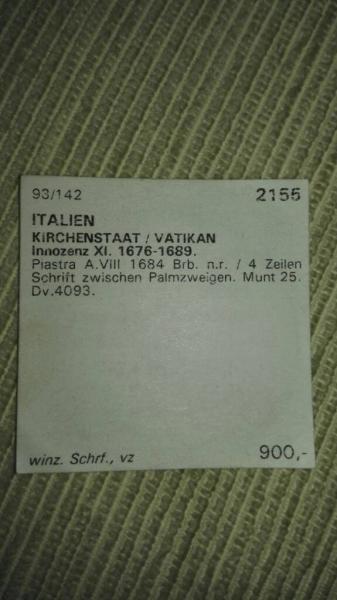 93/142 2155
ITALIEN
KIRCHENSTAAT / VATIKAN
Innozenz XI. 1676-1689.
Piastra A.VIII 1684 Brb. n.r. / 4 Zeilen
Schrift zwischen Palmzweigen. Munt 25.
Dv.4093.
winz. Schrf., vz 900,-